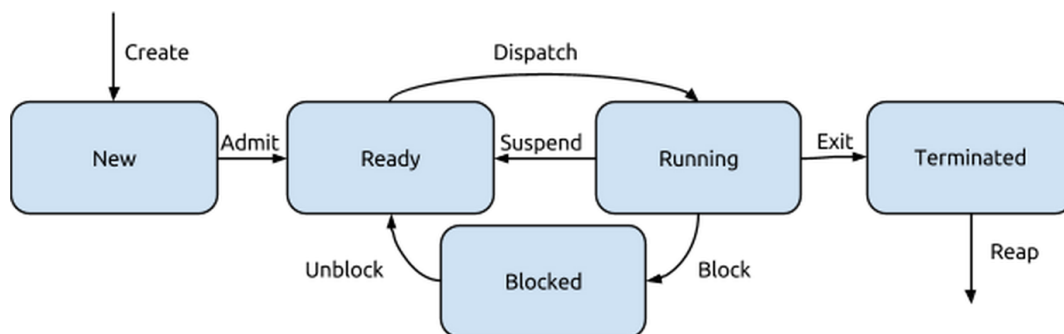 Create
Dispatch
New
Admit
Ready
Suspend
Running
Exit
Terminated
Unblock
Blocked
Block
Reap